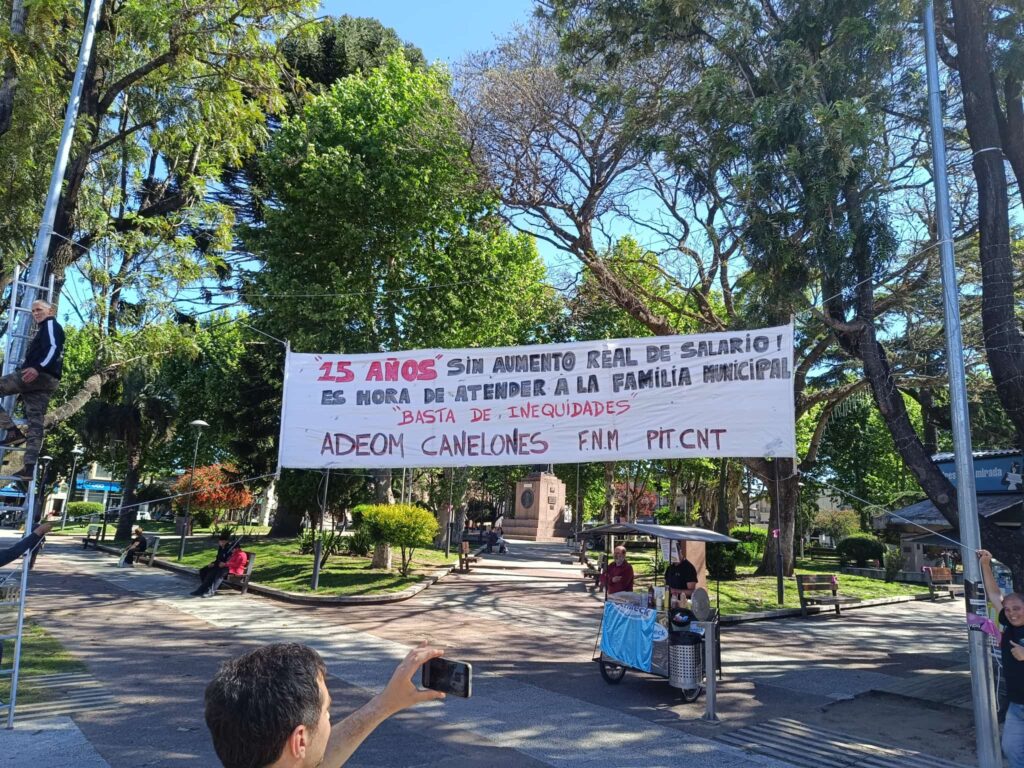 "15 AÑOS" SIN AUMENTO REAL DE SALARIO!
ES HORA DE ATENDER A LA FAMILIA MUNICIPAL
"BASTA DE INEQUIDADES"
ADEOM CANELONES F.N.M PIT.CNT
mirada